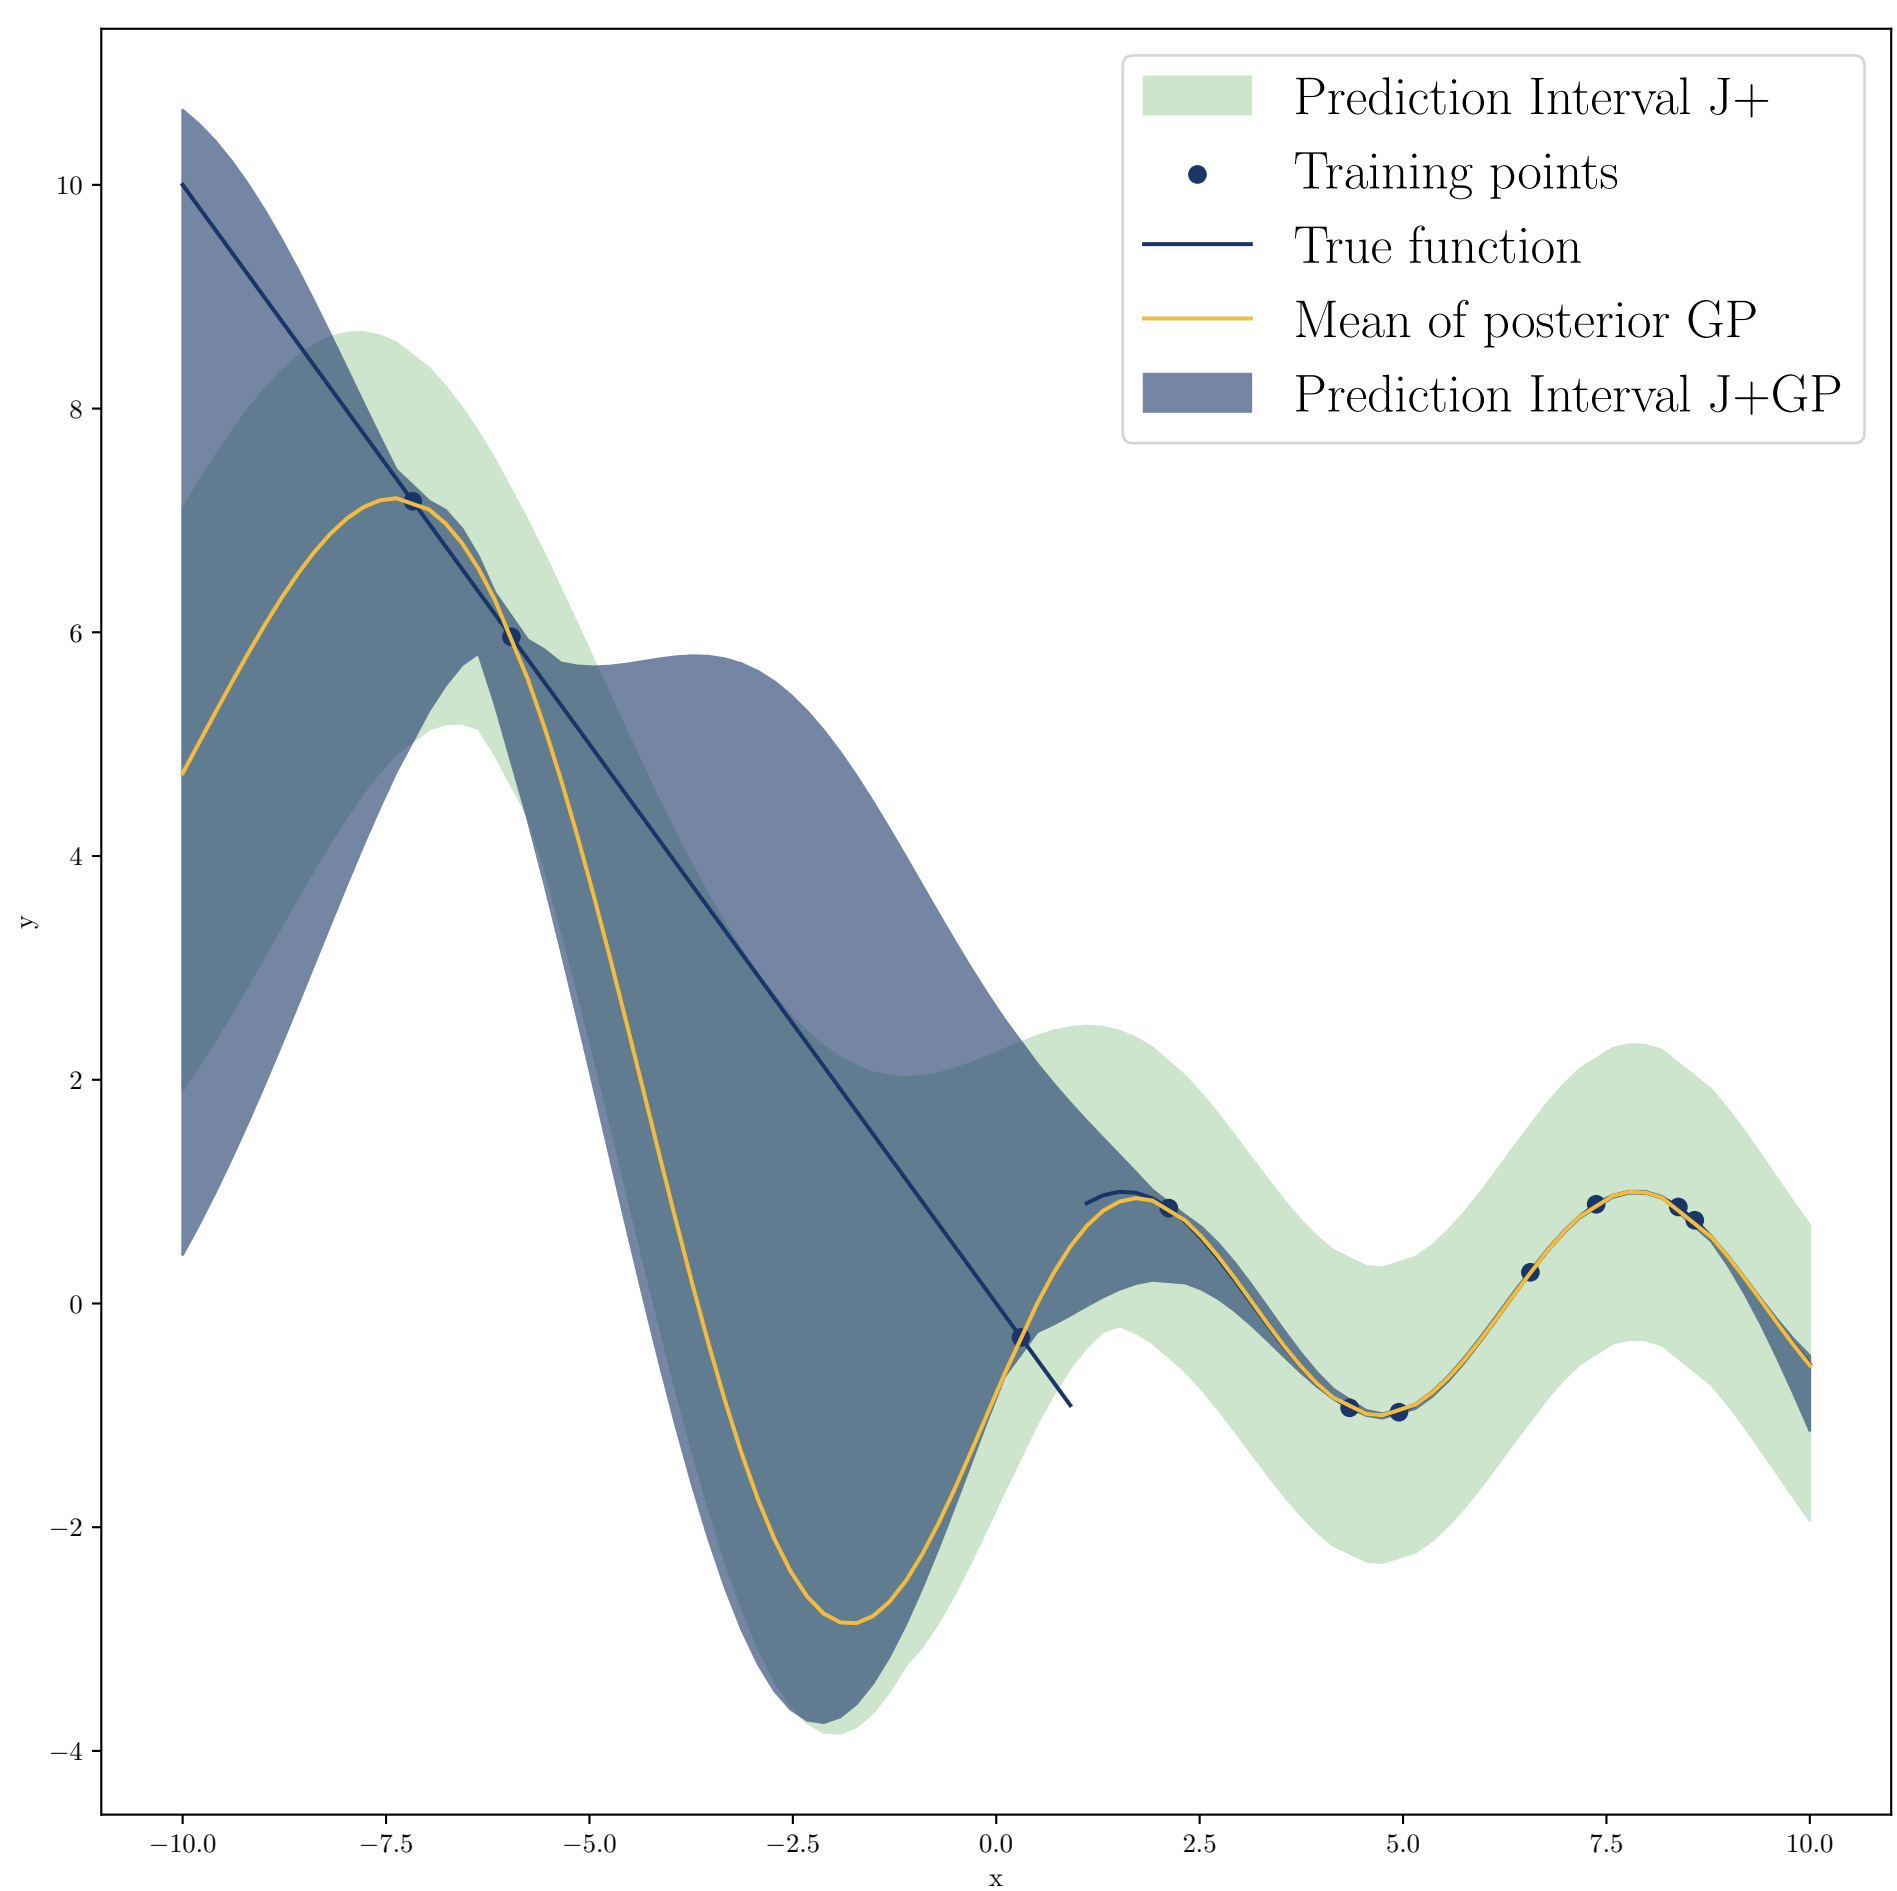 Prediction Interval J+
Training points
True function
Mean of posterior GP
Prediction Interval J+GP
10
8
6
4
2
0
−2
−4
y
−10.0 −7.5 −5.0 −2.5 0.0 2.5 5.0 7.5 10.0
x